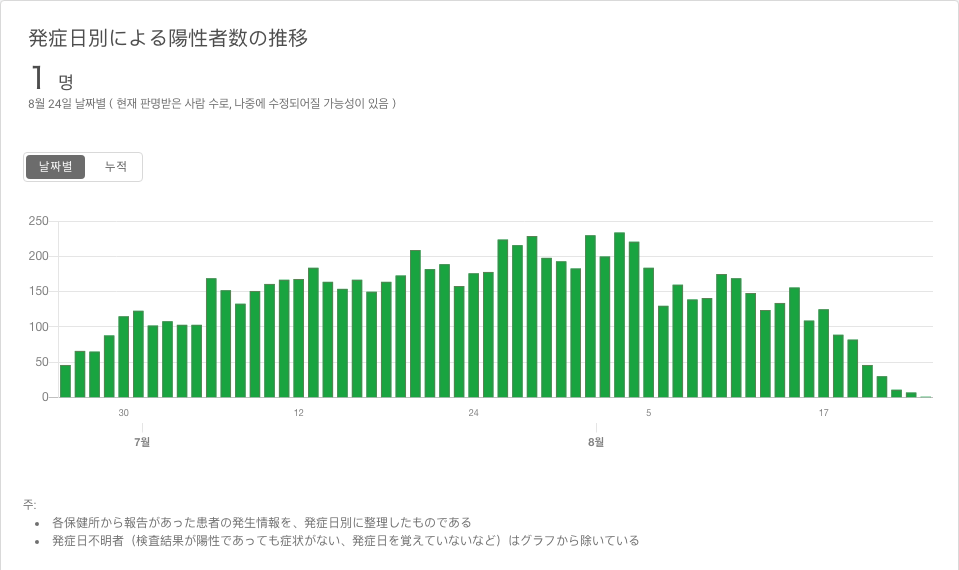 発症日別による陽性者数の推移
1 명
8월 24일 날짜별 ( 현재 판명받은 사람 수로, 나중에 수정되어질 가능성이 있음 )
날짜별 누적
250
200
150
100
50
0
30 12 24 5 17
7월 8월
주:
• 各保健所から報告があった患者の発生情報を、発症日別に整理したものである
• 発症日不明者（検査結果が陽性であっても症状がない、発症日を覚えていないなど）はグラフから除いている